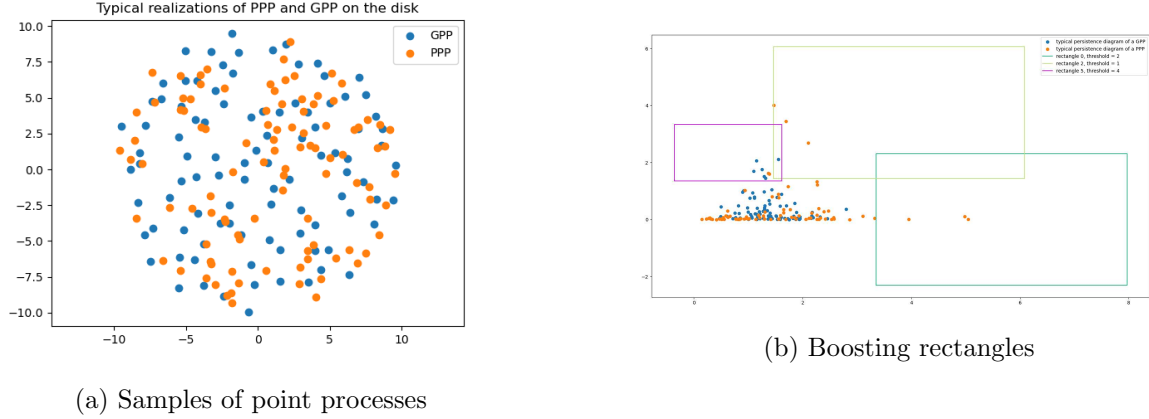 Typical realizations of PPP and GPP on the disk
10.0
7.5
5.0
2.5
0.0
−2.5
−5.0
−7.5
−10.0
−10
−5
0
5
10
GPP
PPP
(a) Samples of point processes
6
4
2
0
−2
0
2
4
6
8
typical persistence diagram of a GPP
typical persistence diagram of a PPP
rectangle 0, threshold = 2
rectangle 2, threshold = 1
rectangle 5, threshold = 4
(b) Boosting rectangles